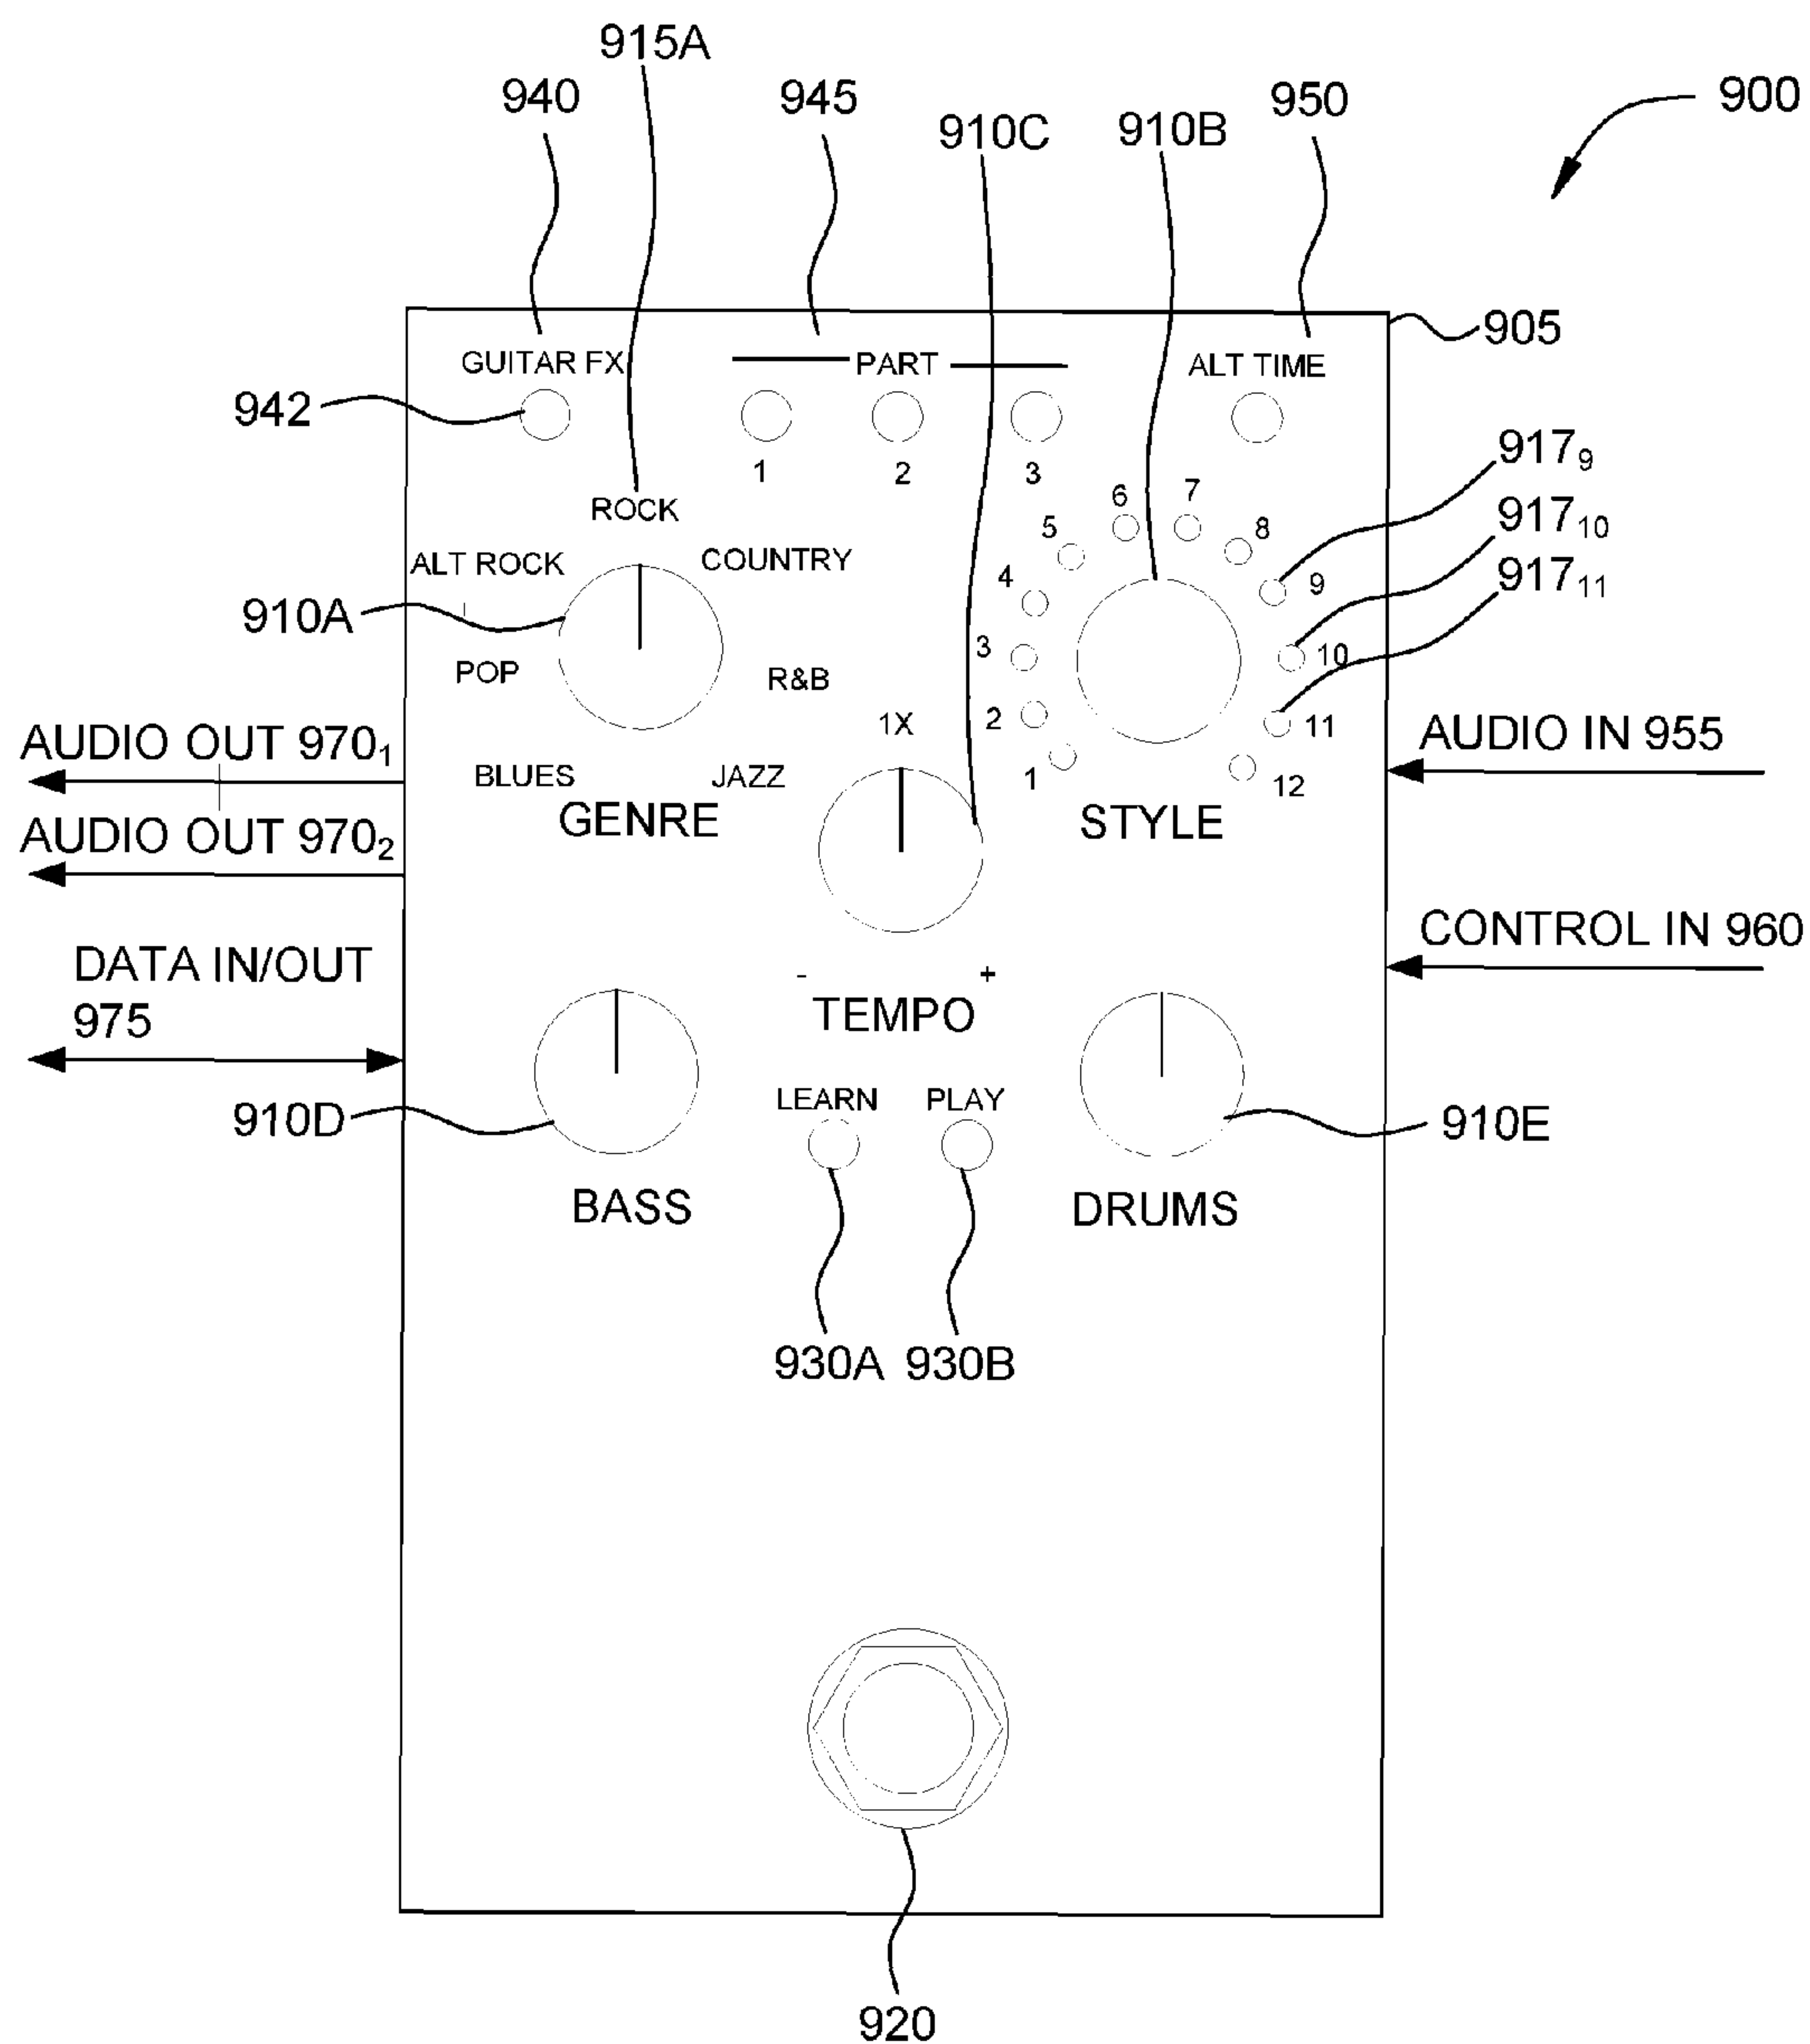 915A
940
945
950
900
910C
910B
905
GUITAR FX
PART
ALT TIME
942
1
2
3
917₉
917₁₀
917₁₁
ROCK
ALT ROCK
COUNTRY
910A
POP
R&B
BLUES
JAZZ
GENRE
1X
1
2
3
4
5
6
7
8
9
10
11
12
STYLE
AUDIO OUT 970₁
AUDIO OUT 970₂
AUDIO IN 955
CONTROL IN 960
DATA IN/OUT
975
- +
TEMPO
LEARN
PLAY
910D
910E
BASS
DRUMS
930A
930B
920